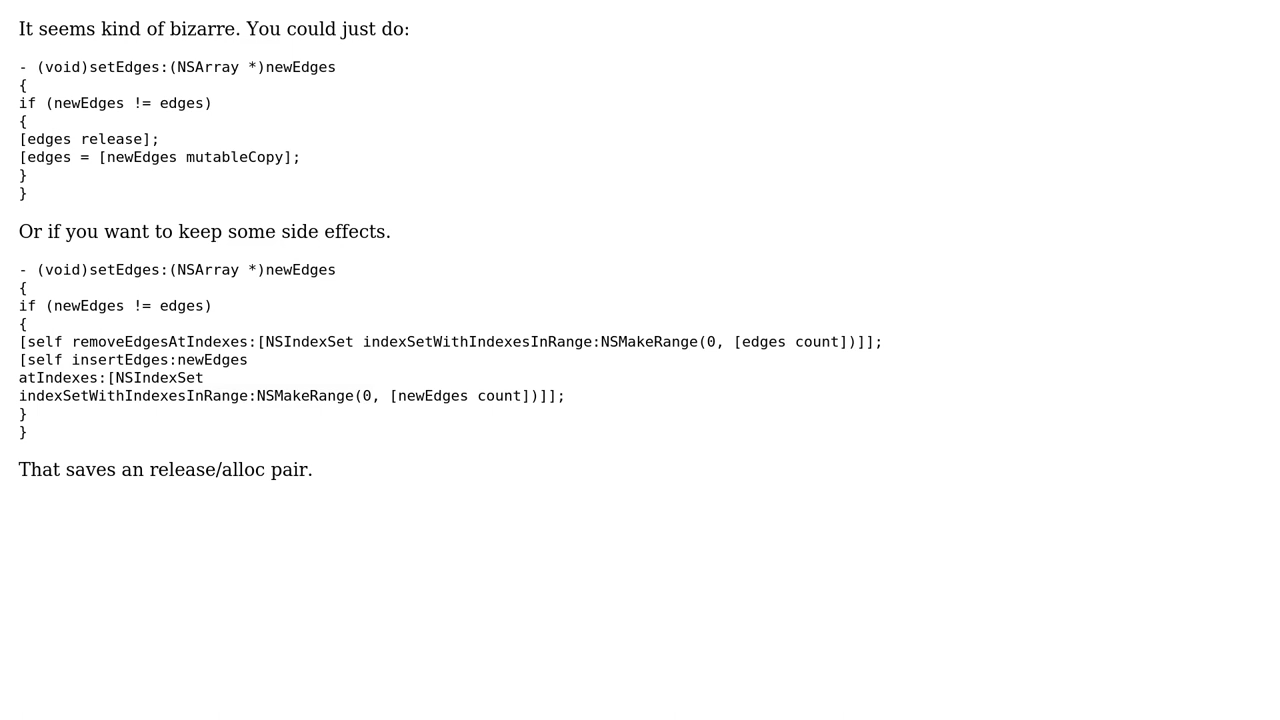 It seems kind of bizarre. You could just do:
- (void)setEdges:(NSArray *)newEdges
{
if (newEdges != edges)
{
[edges release];
[edges = [newEdges mutableCopy];
}
}
Or if you want to keep some side effects.
- (void)setEdges:(NSArray *)newEdges
{
if (newEdges != edges)
{
[self removeEdgesAtIndexes:[NSIndexSet indexSetWithIndexesInRange:NSMakeRange(0, [edges count])]];
[self insertEdges:newEdges
atIndexes:[NSIndexSet
indexSetWithIndexesInRange:NSMakeRange(0, [newEdges count])]];
}
}
That saves an release/alloc pair.